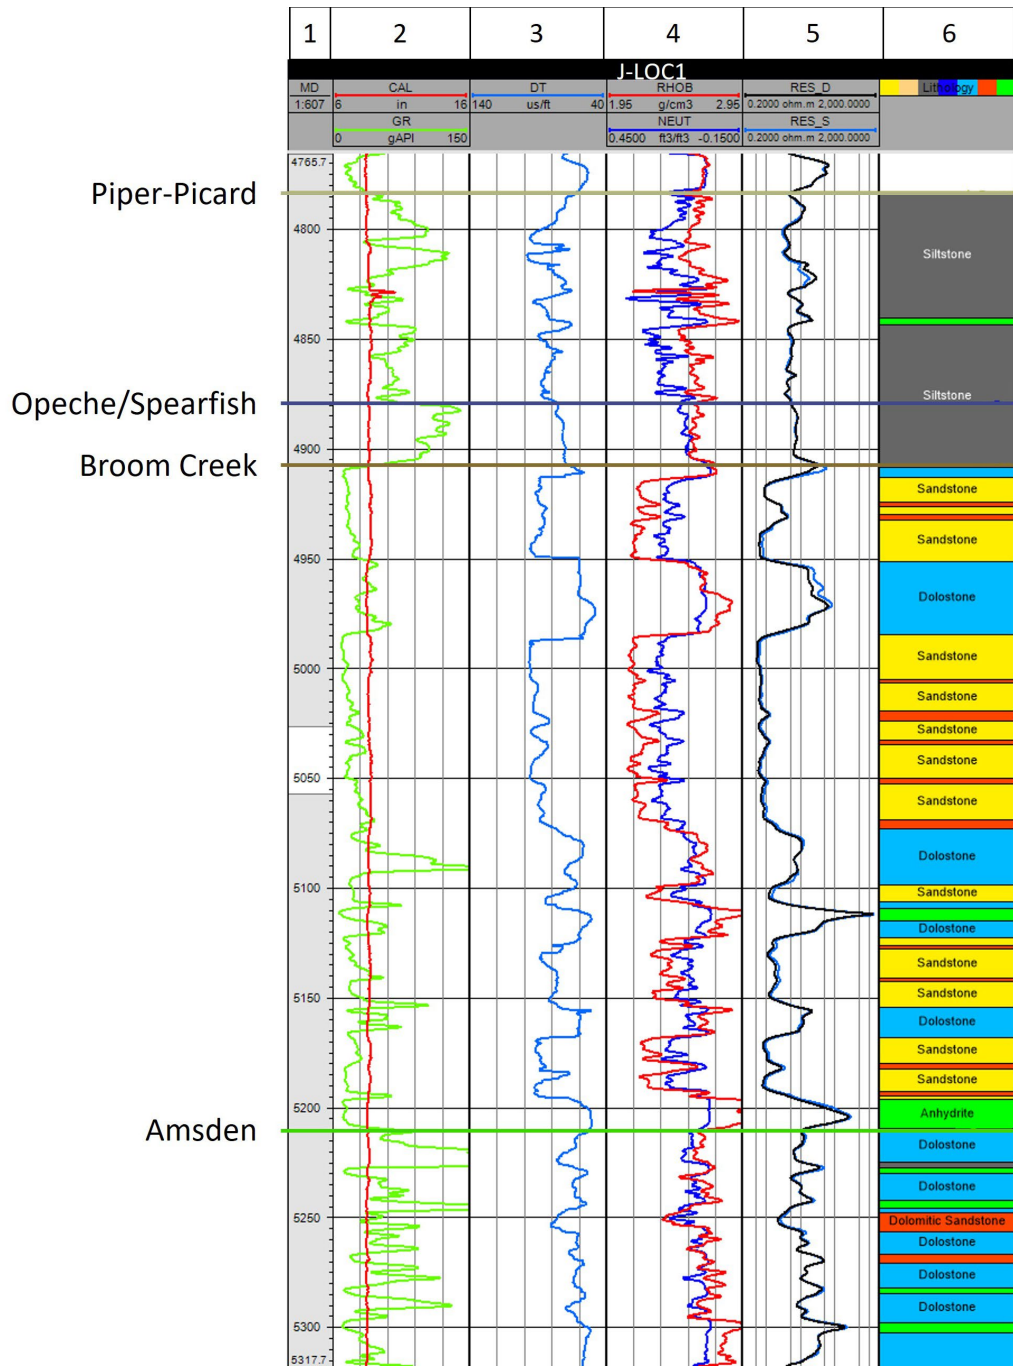 1 2 3 4 5 6
J-LOC1
MD CAL DT RHOB RES_D Lithology
1:607 6 in 16 140 us/ft 40 1.95 g/cm3 2.95 0.2000 ohm.m 2,000.0000
GR NEUT RES_S
0 gAPI 150 0.4500 ft3/ft3 -0.1500 0.2000 ohm.m 2,000.0000
4765.7
Piper-Picard
4800
Siltstone
4850
Siltstone
Opeche/Spearfish
4900
Broom Creek
Sandstone
Sandstone
4950
Dolostone
Sandstone
5000
Sandstone
Sandstone
Sandstone
5050
Sandstone
Dolostone
5100
Sandstone
Dolostone
Sandstone
5150
Sandstone
Dolostone
Sandstone
Sandstone
5200
Anhydrite
Amsden
Dolostone
Dolostone
5250
Dolomitic Sandstone
Dolostone
Dolostone
Dolostone
5300
5317.7